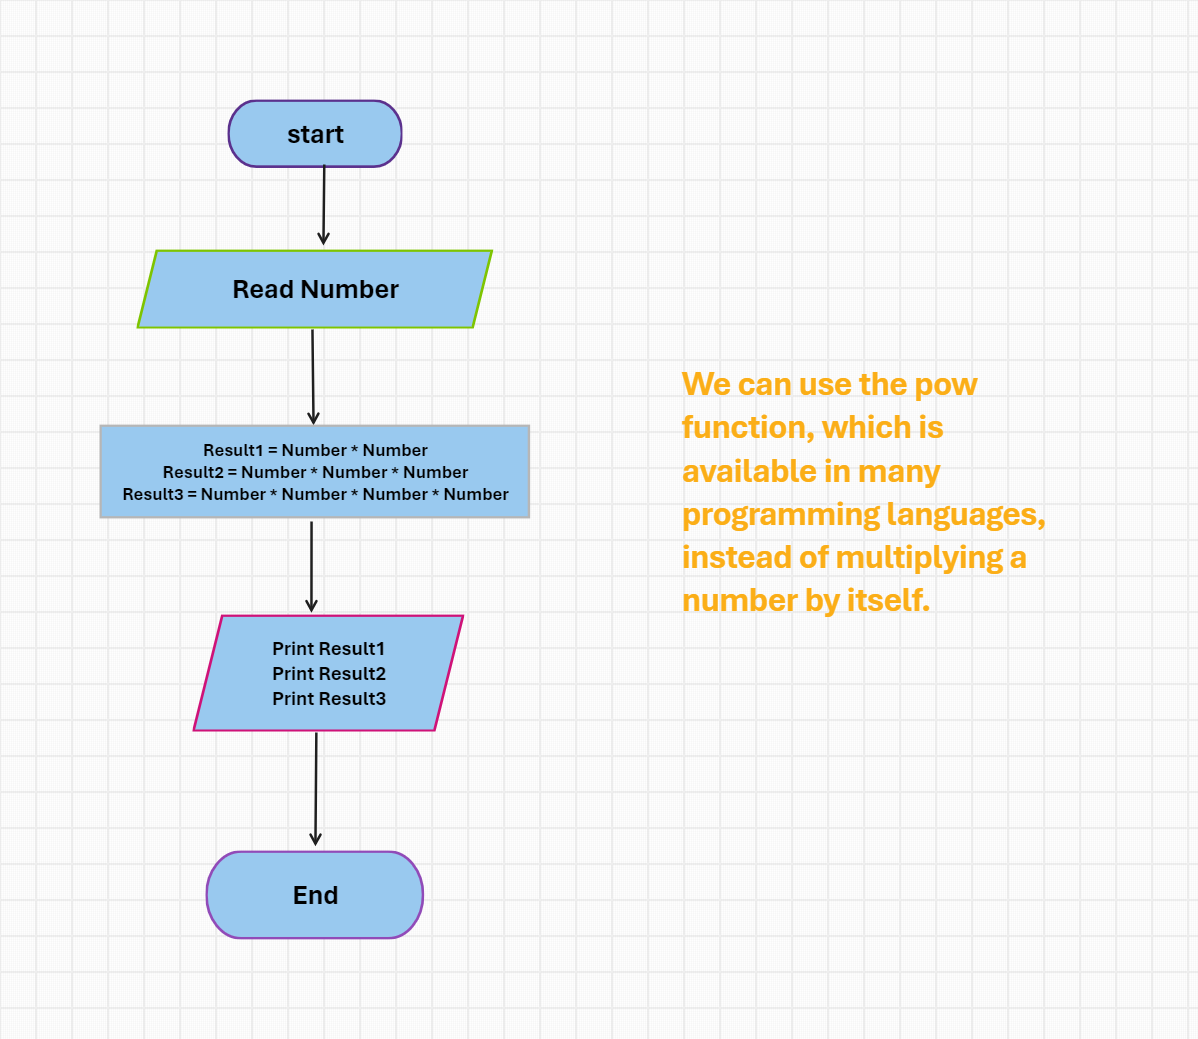 start
Read Number
Result1 = Number * Number
Result2 = Number * Number * Number
Result3 = Number * Number * Number * Number
Print Result1
Print Result2
Print Result3
End
We can use the pow
function, which is
available in many
programming languages,
instead of multiplying a
number by itself.